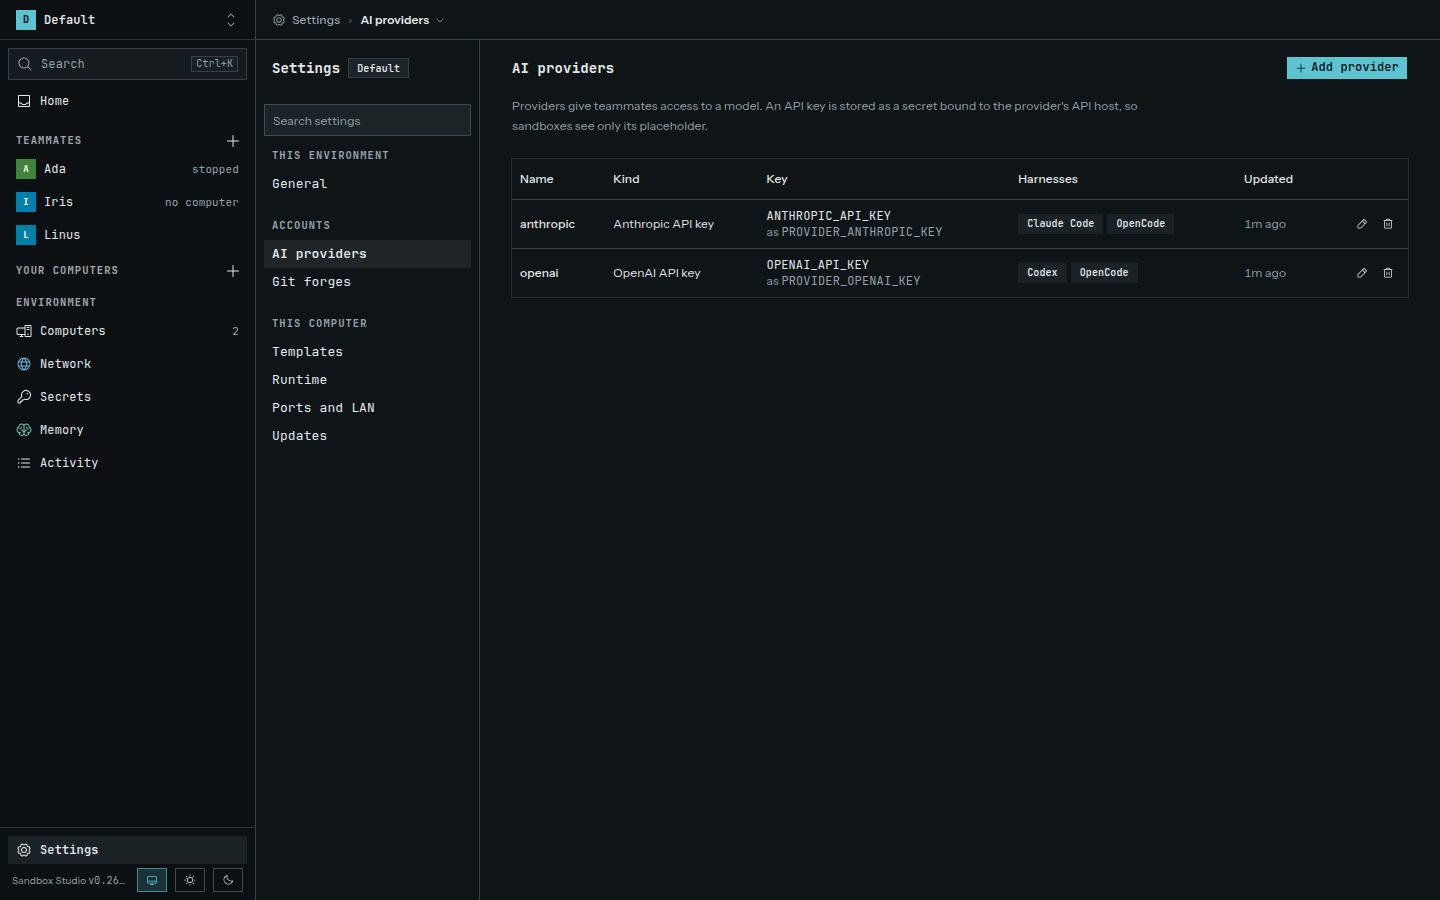 D Default
Search Ctrl+K
Home
TEAMMATES
A Ada stopped
I Iris no computer
L Linus
YOUR COMPUTERS
ENVIRONMENT
Computers 2
Network
Secrets
Memory
Activity
Settings
Sandbox Studio v0.26…
Settings › AI providers
Settings Default
Search settings
THIS ENVIRONMENT
General
ACCOUNTS
AI providers
Git forges
THIS COMPUTER
Templates
Runtime
Ports and LAN
Updates
AI providers
Add provider
Providers give teammates access to a model. An API key is stored as a secret bound to the provider's API host, so
sandboxes see only its placeholder.
Name Kind Key Harnesses Updated
anthropic Anthropic API key ANTHROPIC_API_KEY Claude Code OpenCode 1m ago
as PROVIDER_ANTHROPIC_KEY
openai OpenAI API key OPENAI_API_KEY Codex OpenCode 1m ago
as PROVIDER_OPENAI_KEY